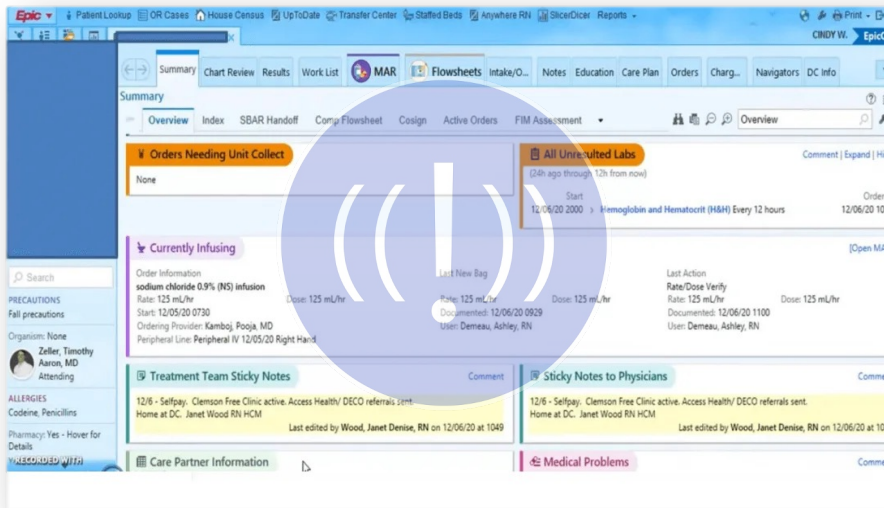 Epic Patient Lookup OR Cases House Census UpToDate Transfer Center Staffed Beds Anywhere RN SlicerDicer Reports Print
CINDY W.
Summary Chart Review Results Work List MAR Flowsheets Intake/O... Notes Education Care Plan Orders Charg... Navigators DC Info
Summary
Overview Index SBAR Handoff Comp Flowsheet Cosign Active Orders FIM Assessment Overview
Orders Needing Unit Collect
None
All Unresulted Labs
Comment | Expand | Hi
(24h ago through 12h from now)
Start Order
12/06/20 2000 > Hemoglobin and Hematocrit (H&H) Every 12 hours 12/06/20 10
Currently Infusing
[Open MA
Order Information Last New Bag Last Action
sodium chloride 0.9% (NS) infusion Rate/Dose Verify
Rate: 125 mL/hr Dose: 125 mL/hr Rate: 125 mL/hr Dose: 125 mL/hr Rate: 125 mL/hr Dose: 125 mL/hr
Start: 12/05/20 0730 Documented: 12/06/20 0929 Documented: 12/06/20 1100
Ordering Provider: Kamboj, Pooja, MD User: Demeau, Ashley, RN User: Demeau, Ashley, RN
Peripheral Line: Peripheral IV 12/05/20 Right Hand
Search
PRECAUTIONS
Fall precautions
Organism: None
Zeller, Timothy
Aaron, MD
Attending
ALLERGIES
Codeine, Penicillins
Pharmacy: Yes - Hover for
Details
RECORDED WITH
Treatment Team Sticky Notes Comment
12/6 - Selfpay. Clemson Free Clinic active. Access Health/ DECO referrals sent.
Home at DC. Janet Wood RN HCM
Last edited by Wood, Janet Denise, RN on 12/06/20 at 1049
Sticky Notes to Physicians Comme
12/6 - Selfpay. Clemson Free Clinic active. Access Health/ DECO referrals sent.
Home at DC. Janet Wood RN HCM
Last edited by Wood, Janet Denise, RN on 12/06/20 at 10
Care Partner Information
Medical Problems Comme